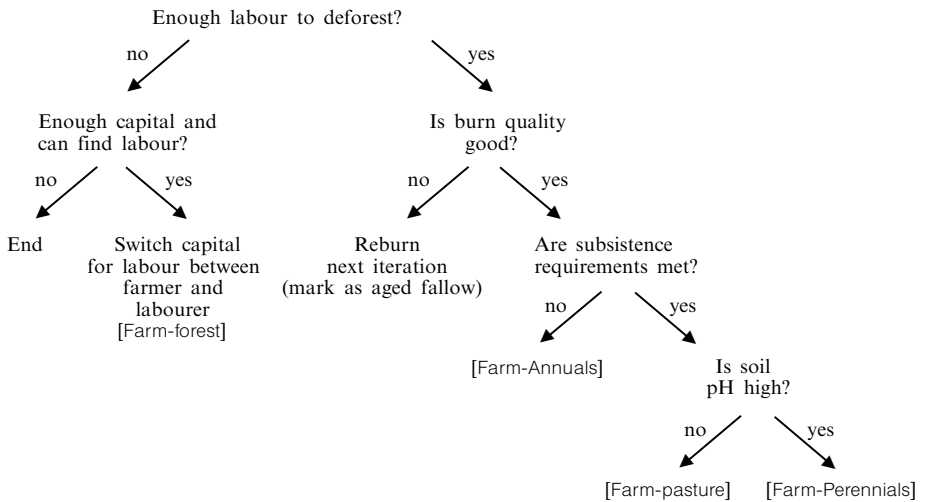 Enough labour to deforest?
no
yes
Enough capital and
can find labour?
Is burn quality
good?
no
yes
no
yes
End
Switch capital
for labour between
farmer and
labourer
[Farm-forest]
Reburn
next iteration
(mark as aged fallow)
Are subsistence
requirements met?
no
yes
[Farm-Annuals]
Is soil
pH high?
no
yes
[Farm-pasture]
[Farm-Perennials]